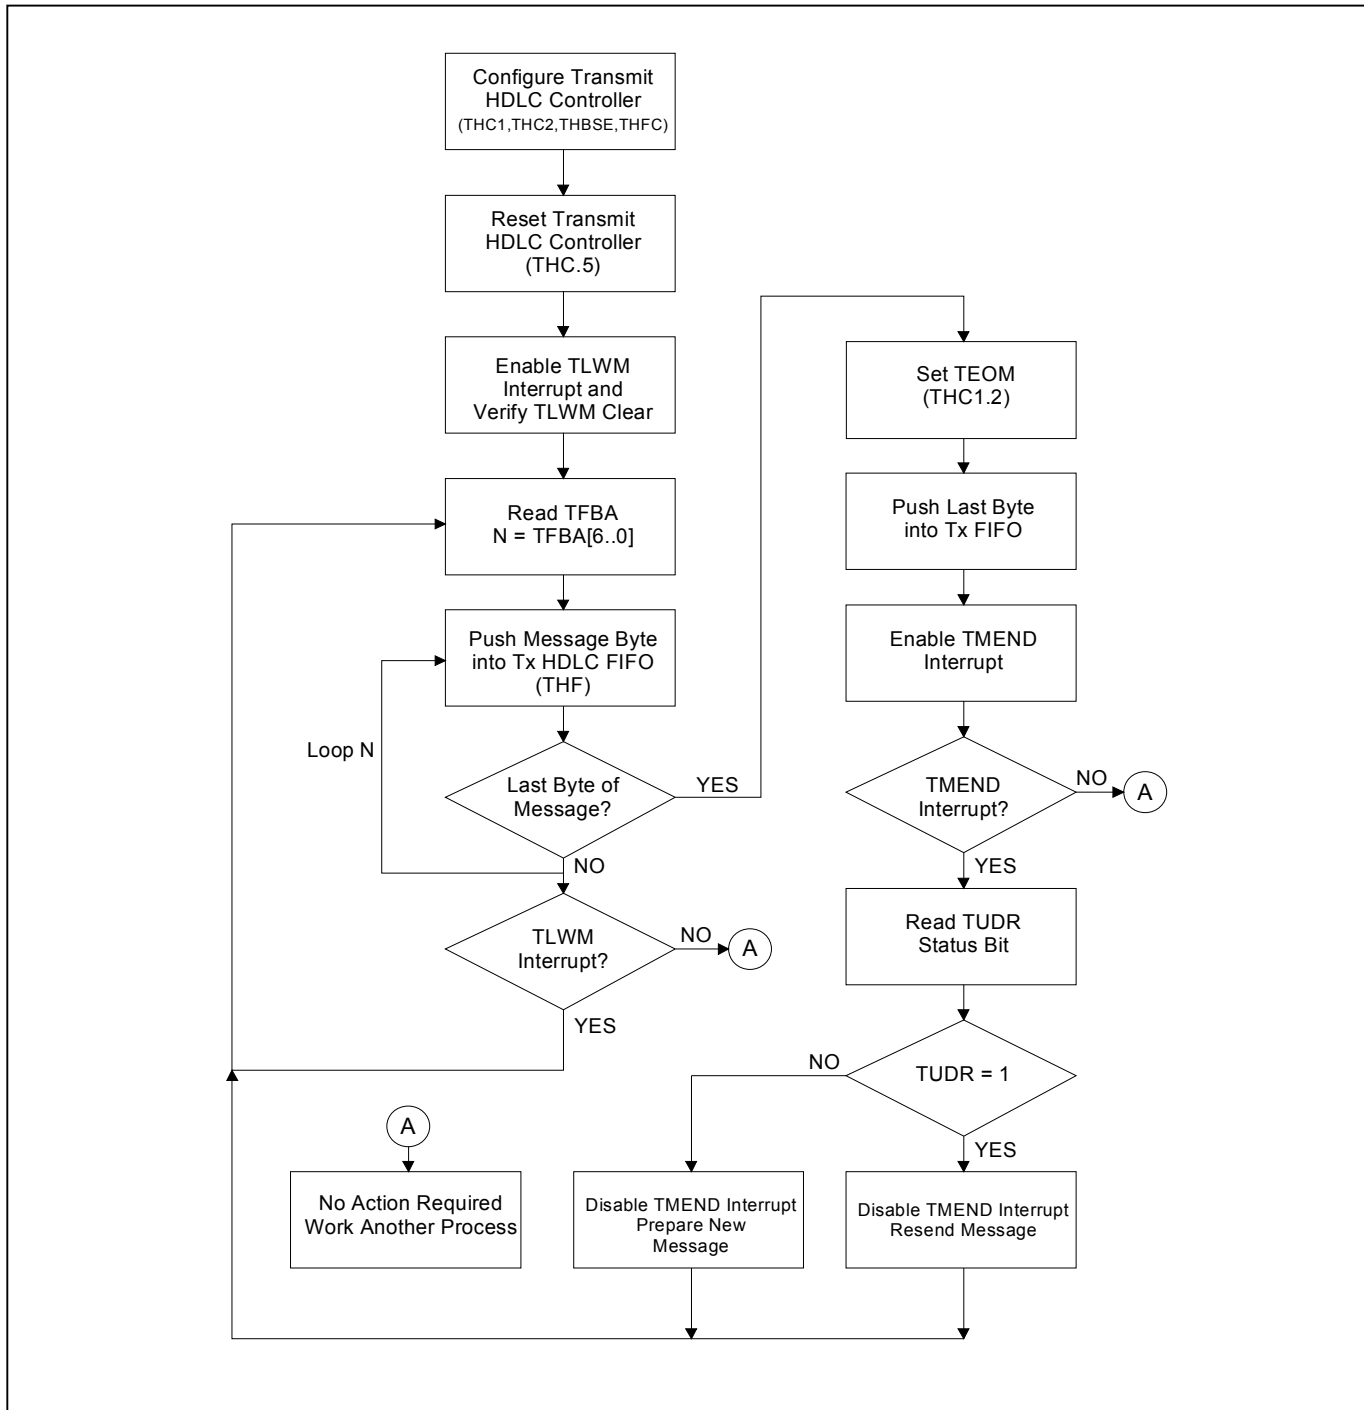 Configure Transmit
HDLC Controller
(THC1,THC2,THBSE,THFC)
Reset Transmit
HDLC Controller
(THC.5)
Enable TLWM
Interrupt and
Verify TLWM Clear
Read TFBA
N = TFBA[6..0]
Push Message Byte
into Tx HDLC FIFO
(THF)
Loop N
Last Byte of
Message?
YES
NO
TLWM
Interrupt?
NO
A
YES
A
No Action Required
Work Another Process
Set TEOM
(THC1.2)
Push Last Byte
into Tx FIFO
Enable TMEND
Interrupt
TMEND
Interrupt?
NO
A
YES
Read TUDR
Status Bit
TUDR = 1
NO
YES
Disable TMEND Interrupt
Prepare New
Message
Disable TMEND Interrupt
Resend Message